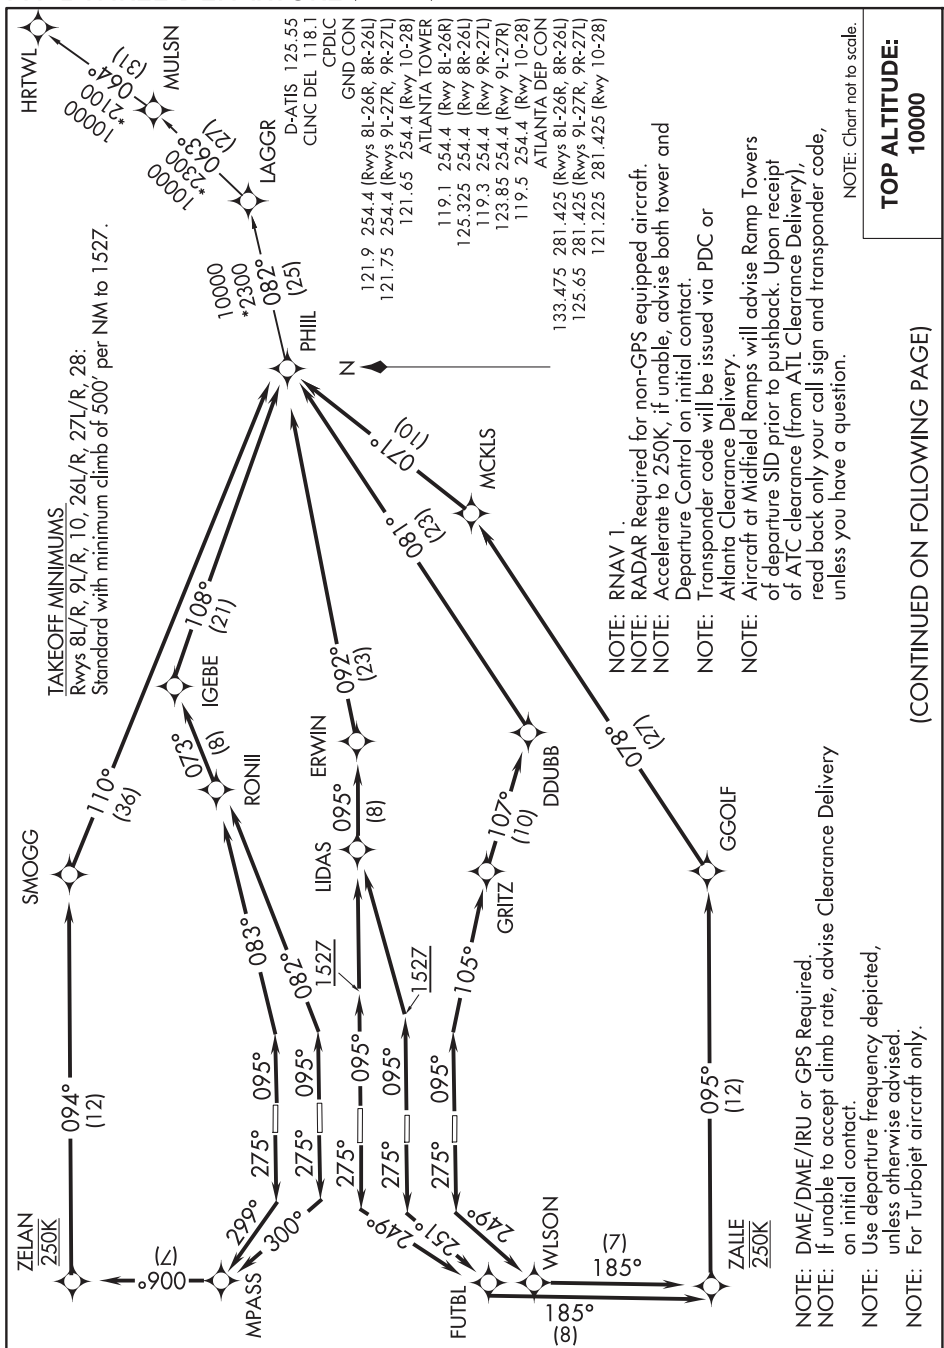 HRTWL
064°
(31)
*2100
10000
MULSN
063°
(27)
*2300
10000
LAGGR
082°
(25)
10000
*2300
PHIIL
N
D-ATIS 125.55
CLNC DEL 118.1
CPDLC
GND CON
121.9 254.4 (Rwys 8L-26R, 8R-26L)
121.75 254.4 (Rwys 9L-27R, 9R-27L)
121.65 254.4 (Rwy 10-28)
ATLANTA TOWER
119.1 254.4 (Rwy 8L-26R)
125.325 254.4 (Rwy 8R-26L)
119.3 254.4 (Rwy 9R-27L)
123.85 254.4 (Rwy 9L-27R)
119.5 254.4 (Rwy 10-28)
ATLANTA DEP CON
133.475 281.425 (Rwys 8L-26R, 8R-26L)
125.65 281.425 (Rwys 9L-27R, 9R-27L)
121.225 281.425 (Rwy 10-28)
NOTE: Chart not to scale.
TOP ALTITUDE:
10000
TAKEOFF MINIMUMS
Rwys 8L/R, 9L/R, 10, 26L/R, 27L/R, 28:
Standard with minimum climb of 500' per NM to 1527.
SMOGG
110°
(36)
108°
(21)
IGEBE
073°
(8)
RONII
092°
(23)
ERWIN
095°
(8)
LIDAS
081°
(23)
DDUBB
107°
(10)
GRITZ
071°
(10)
MCKLS
078°
(27)
GGOLF
094°
(12)
083°
082°
1527
1527
105°
095°
(12)
275° 095°
275° 095°
275° 095°
275° 095°
275° 095°
ZELAN
250K
006°
(7)
MPASS
299°
300°
249°
251°
249°
FUTBL
WLSON
185°
(7)
185°
(8)
ZALLE
250K
NOTE: RNAV 1.
NOTE: RADAR Required for non-GPS equipped aircraft.
NOTE: Accelerate to 250K, if unable, advise both tower and
Departure Control on initial contact.
NOTE: Transponder code will be issued via PDC or
Atlanta Clearance Delivery.
NOTE: Aircraft at Midfield Ramps will advise Ramp Towers
of departure SID prior to pushback. Upon receipt
of ATC clearance (from ATL Clearance Delivery),
read back only your call sign and transponder code,
unless you have a question.
NOTE: DME/DME/IRU or GPS Required.
NOTE: If unable to accept climb rate, advise Clearance Delivery
on initial contact.
NOTE: Use departure frequency depicted,
unless otherwise advised.
NOTE: For Turbojet aircraft only.
(CONTINUED ON FOLLOWING PAGE)